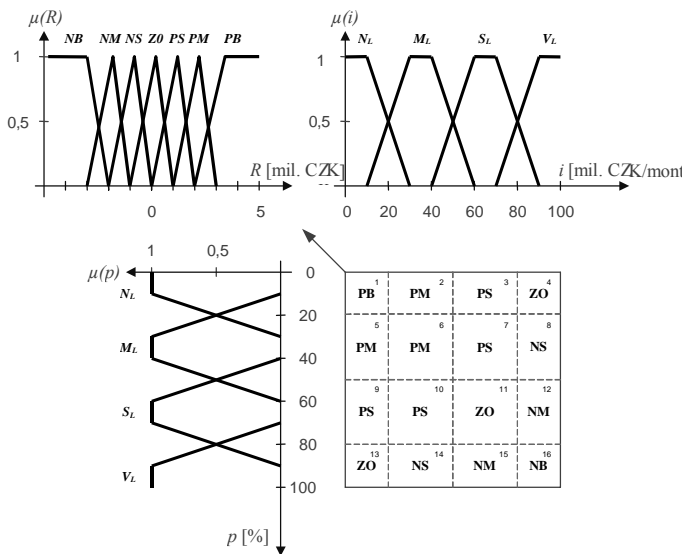 μ(R)
NB NM NS Z0 PS PM PB
1
0,5
R [mil. CZK]
0 5
μ(i)
N_L M_L S_L V_L
1
0,5
i [mil. CZK/mont
0 20 40 60 80 100
μ(p) 1 0,5 0
N_L
20
M_L
40
60
S_L
80
V_L
100
p [%]
PB 1 PM 2 PS 3 ZO 4
PM 5 PM 6 PS 7 NS 8
PS 9 PS 10 ZO 11 NM 12
ZO 13 NS 14 NM 15 NB 16